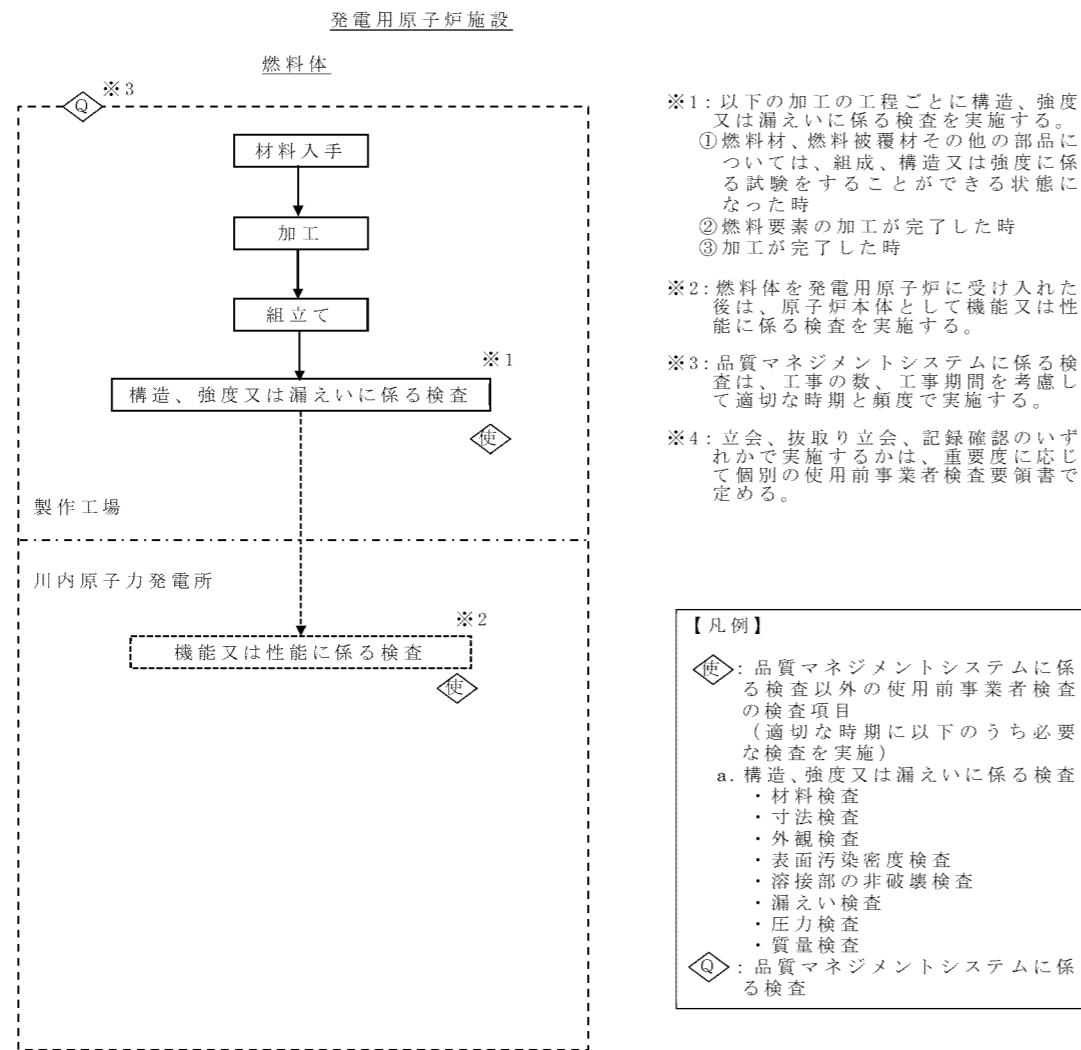 発電用原子炉施設
燃料体
Q
※3
材料入手
加工
組立て
※1
構造、強度又は漏えいに係る検査
使
製作工場
川内原子力発電所
※2
機能又は性能に係る検査
使
※1:以下の加工の工程ごとに構造、強度
又は漏えいに係る検査を実施する。
①燃料材、燃料被覆材その他の部品に
ついては、組成、構造又は強度に係
る試験をすることができる状態に
なった時
②燃料要素の加工が完了した時
③加工が完了した時
※2:燃料体を発電用原子炉に受け入れた
後は、原子炉本体として機能又は性
能に係る検査を実施する。
※3:品質マネジメントシステムに係る検
査は、工事の数、工事期間を考慮し
て適切な時期と頻度で実施する。
※4:立会、抜取り立会、記録確認のいず
れかで実施するかは、重要度に応じ
て個別の使用前事業者検査要領書で
定める。
【凡例】
使:品質マネジメントシステムに係
る検査以外の使用前事業者検査
の検査項目
(適切な時期に以下のうち必要
な検査を実施)
a.構造、強度又は漏えいに係る検査
・材料検査
・寸法検査
・外観検査
・表面汚染密度検査
・溶接部の非破壊検査
・漏えい検査
・圧力検査
・質量検査
Q:品質マネジメントシステムに係
る検査